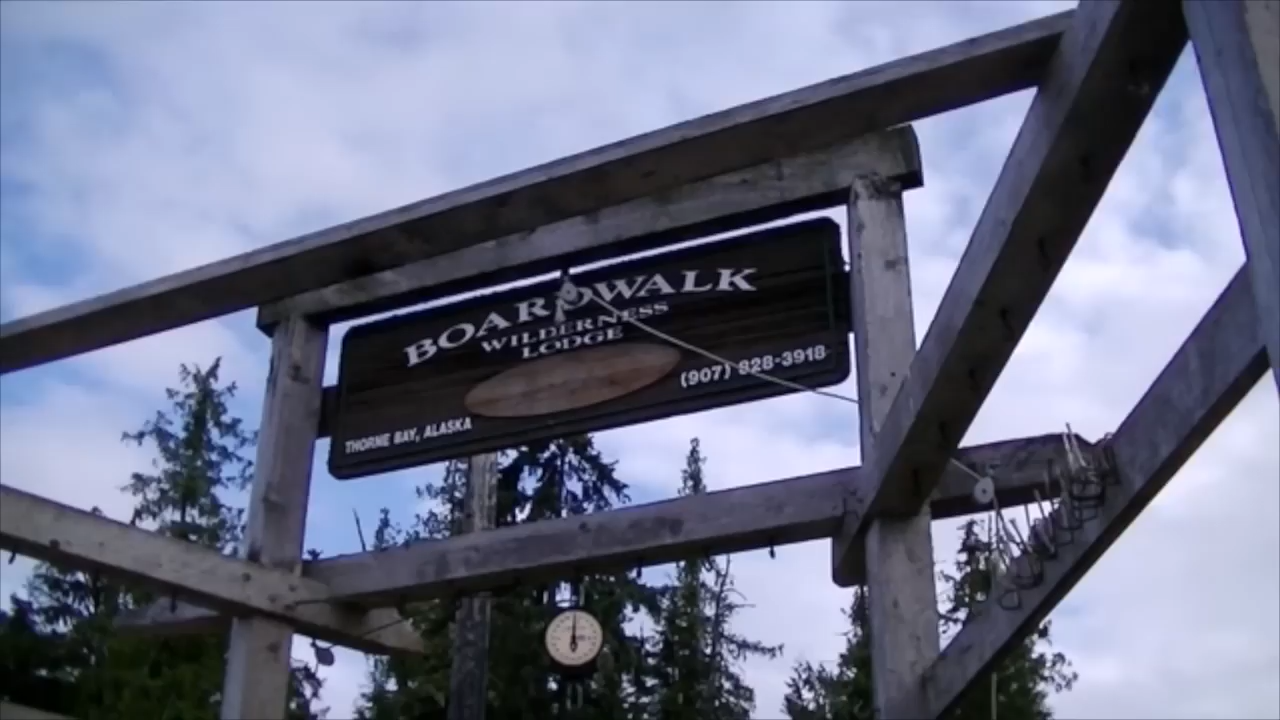 BOARDWALK
WILDERNESS
LODGE
(907) 828-3918
THORNE BAY, ALASKA